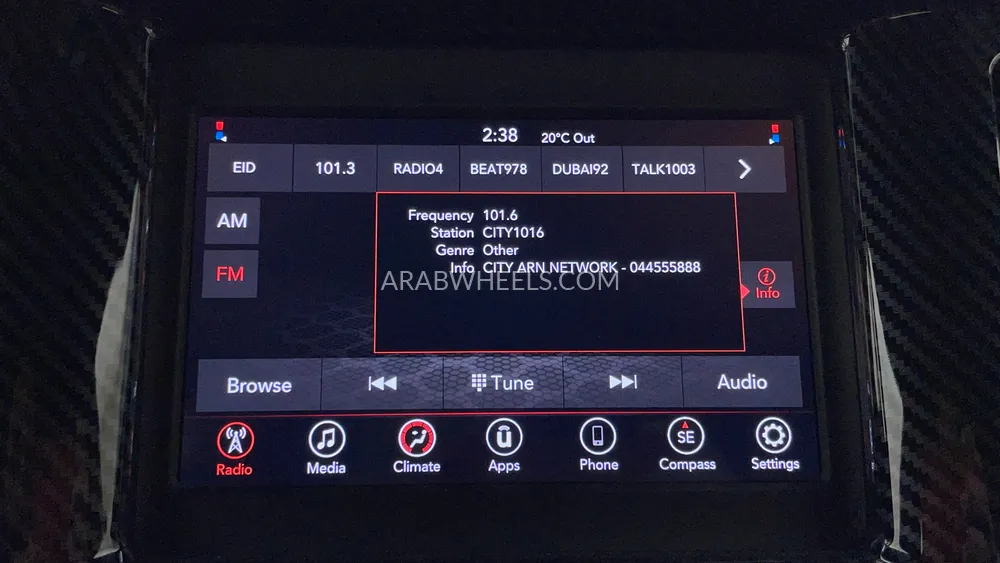 2:38 20°C Out
EID 101.3 RADIO4 BEAT978 DUBAI92 TALK1003
AM
FM
Frequency 101.6
Station CITY1016
Genre Other
Info CITY ARN NETWORK - 044555888
ARABWHEELS.COM
Info
Browse Tune Audio
SE
Radio Media Climate Apps Phone Compass Settings